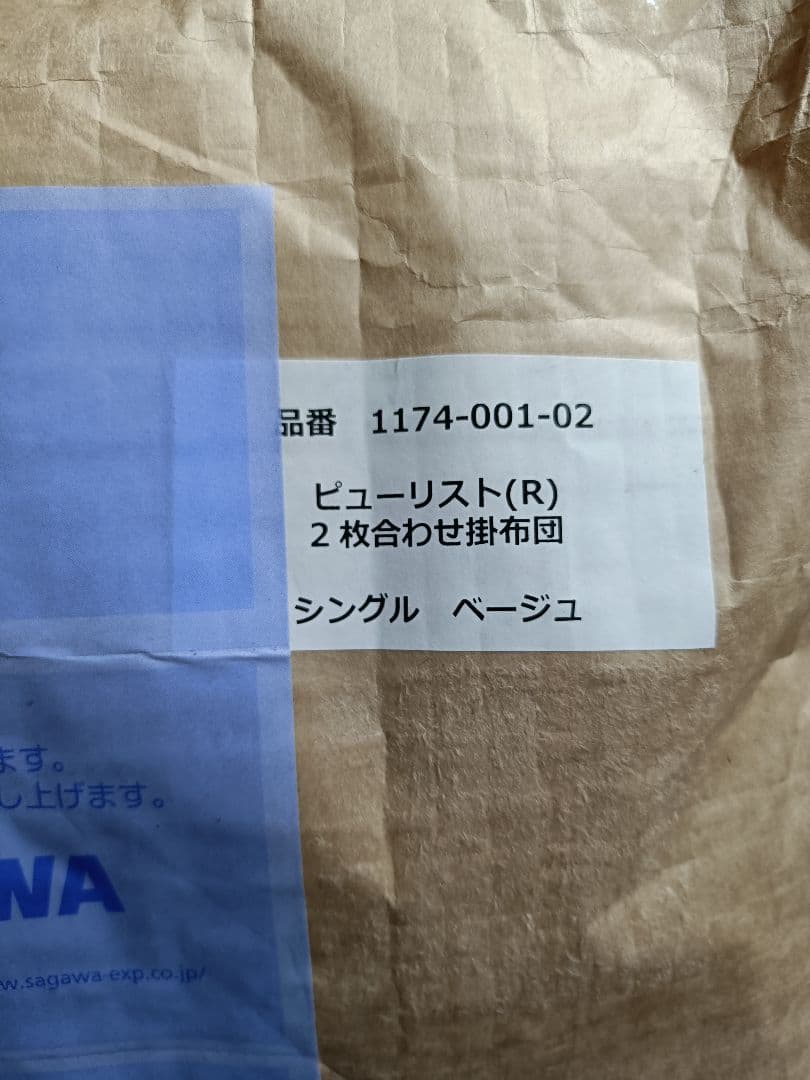 品番　1174-001-02
ピューリスト(R)
２枚合わせ掛布団
シングル　ベージュ
ます。
し上げます。
WA
w.sagawa-exp.co.jp/